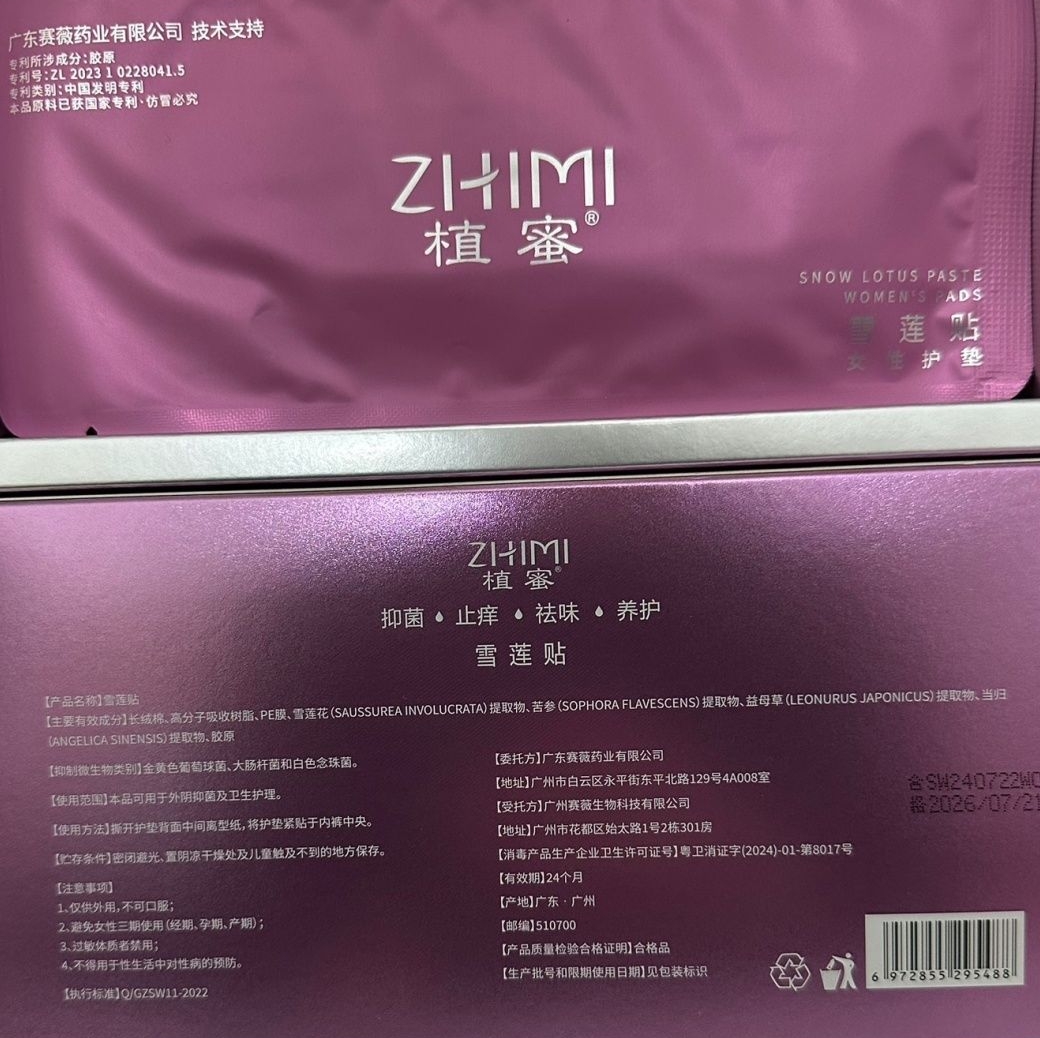 广东赛薇药业有限公司 技术支持
专利所涉成分:胶原
专利号:ZL 2023 1 0228041.5
专利类别:中国发明专利
本品原料已获国家专利·仿冒必究
ZHIMI
植蜜®
SNOW LOTUS PASTE
WOMEN'S PADS
雪莲贴
女性护垫
ZHIMI
植蜜®
抑菌 止痒 祛味 养护
雪莲贴
【产品名称】雪莲贴
【主要有效成分】长绒棉、高分子吸收树脂、PE膜、雪莲花(SAUSSUREA INVOLUCRATA)提取物、苦参(SOPHORA FLAVESCENS)提取物、益母草(LEONURUS JAPONICUS)提取物、当归
(ANGELICA SINENSIS)提取物、胶原
【抑制微生物类别】金黄色葡萄球菌、大肠杆菌和白色念珠菌。
【使用范围】本品可用于外阴抑菌及卫生护理。
【使用方法】撕开护垫背面中间离型纸,将护垫紧贴于内裤中央。
【贮存条件】密闭避光、置阴凉干燥处及儿童触及不到的地方保存。
【注意事项】
1、仅供外用,不可口服;
2、避免女性三期使用(经期、孕期、产期);
3、过敏体质者禁用;
4、不得用于性生活中对性病的预防。
【执行标准】Q/GZSW11-2022
【委托方】广东赛薇药业有限公司
【地址】广州市白云区永平街东平北路129号4A008室
【受托方】广州赛薇生物科技有限公司
【地址】广州市花都区始太路1号2栋301房
【消毒产品生产企业卫生许可证号】粤卫消证字(2024)-01-第8017号
【有效期】24个月
【产地】广东·广州
【邮编】510700
【产品质量检验合格证明】合格品
【生产批号和限期使用日期】见包装标识
SW240722W0
2026/07/21
6 972855 295488